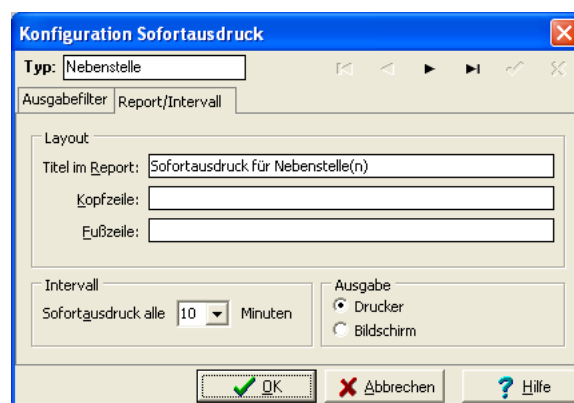 Konfiguration Sofortausdruck
Typ: Nebenstelle
Ausgabefilter Report/Intervall
Layout
Titel im Report: Sofortausdruck für Nebenstelle(n)
Kopfzeile:
Fußzeile:
Intervall
Sofortausdruck alle 10 Minuten
Ausgabe
Drucker
Bildschirm
OK Abbrechen Hilfe